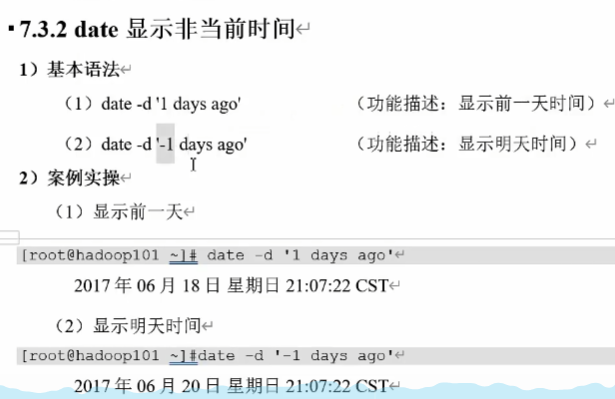 7.3.2 date 显示非当前时间
1）基本语法
（1）date -d '1 days ago' （功能描述：显示前一天时间）
（2）date -d '-1 days ago' （功能描述：显示明天时间）
2）案例实操
（1）显示前一天
[root@hadoop101 ~]# date -d '1 days ago'
2017 年 06 月 18 日 星期日 21:07:22 CST
（2）显示明天时间
[root@hadoop101 ~]#date -d '-1 days ago'
2017 年 06 月 20 日 星期日 21:07:22 CST